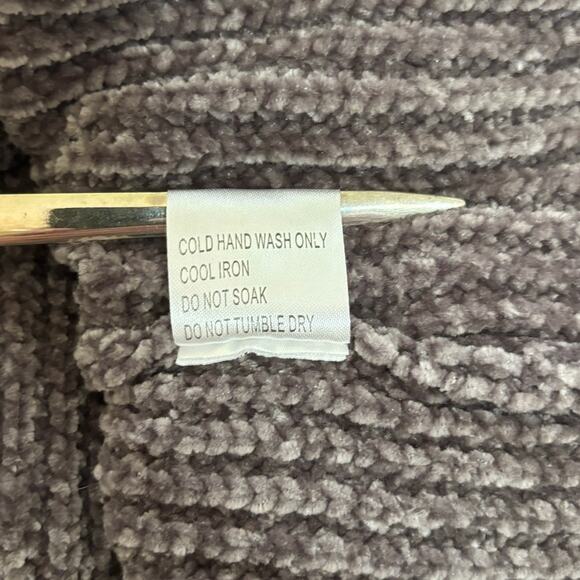 COLD HAND WASH ONLY
COOL IRON
DO NOT SOAK
DO NOT TUMBLE DRY